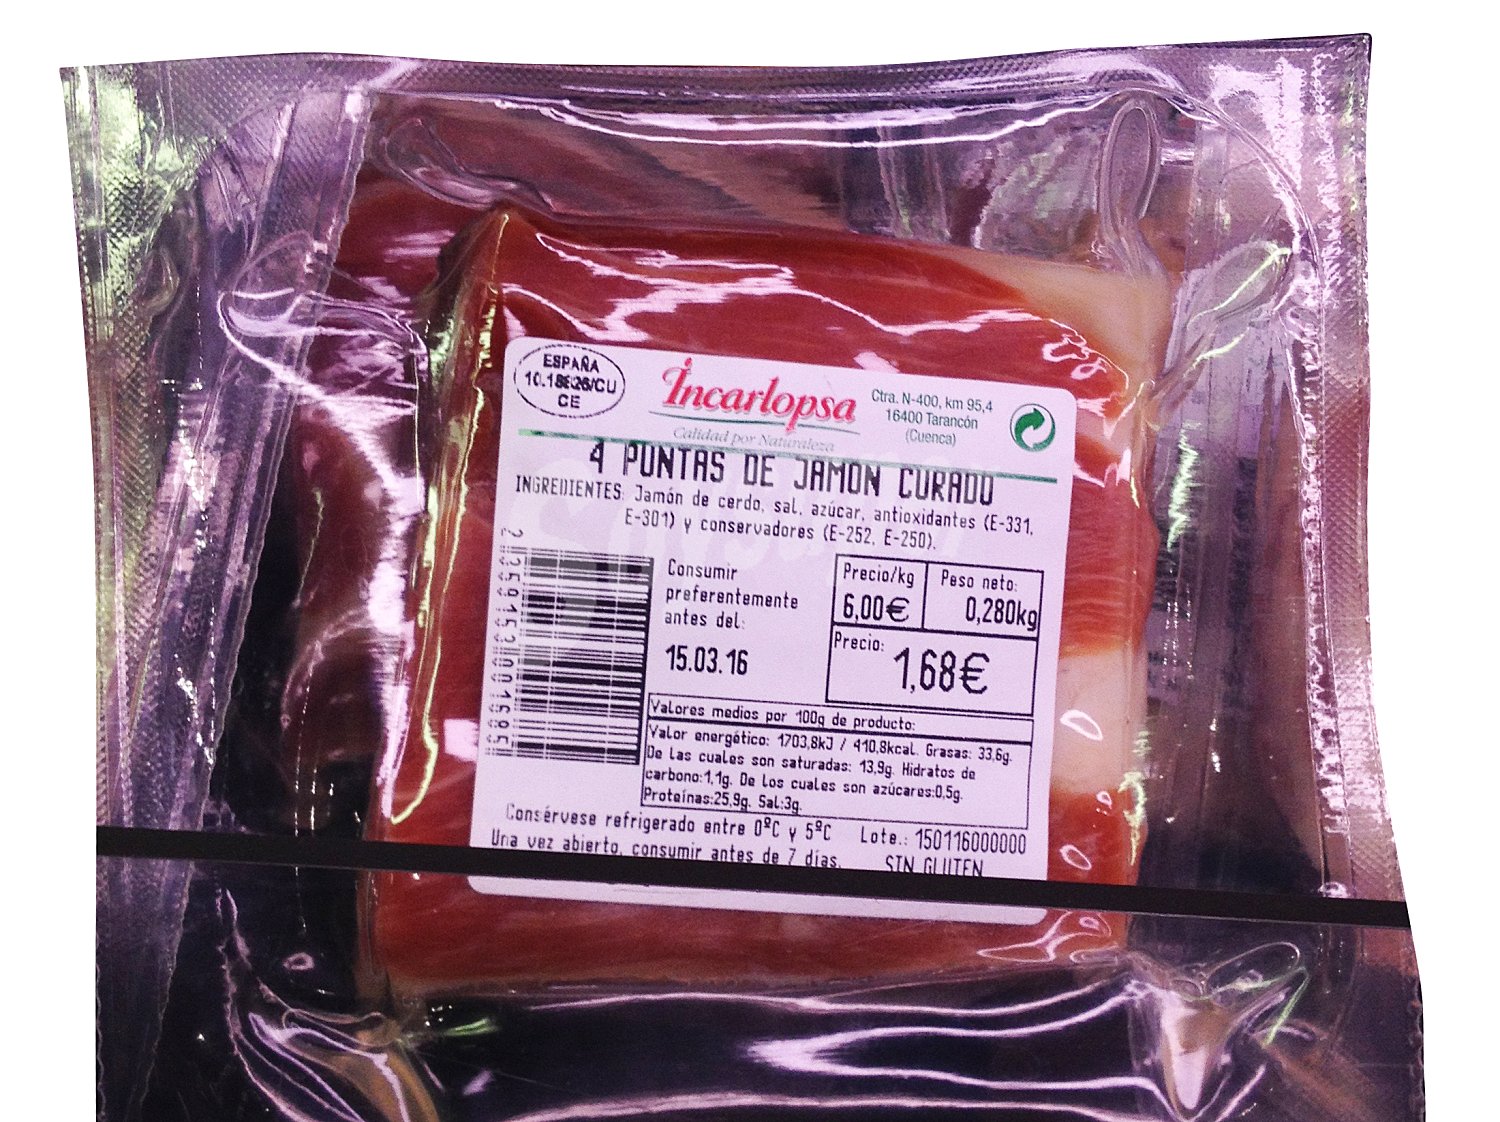 ESPAÑA
CE
Incarlopsa
Calidad por Naturaleza
Ctra. N-400, km 95,4
16400 Tarancón
(Cuenca)
4 PUNTAS DE JAMON CURADO
INGREDIENTES: Jamón de cerdo, sal, azúcar, antioxidantes (E-331,
E-301) y conservadores (E-252, E-250).
Consumir
preferentemente
antes del:
15.03.16
Precio/kg
6,00€
Peso neto:
0,280kg
Precio:
1,68€
Valores medios por 100g de producto:
Valor energético: 1703,8kJ / 410,8kcal. Grasas: 33,6g.
De las cuales son saturadas: 13,9g. Hidratos de
carbono:1,1g. De los cuales son azúcares:0,5g.
Proteínas:25,9g. Sal:3g.
Consérvese refrigerado entre 0ºC y 5ºC
Lote.: 150116000000
Una vez abierto, consumir antes de 7 días.
SIN GLUTEN